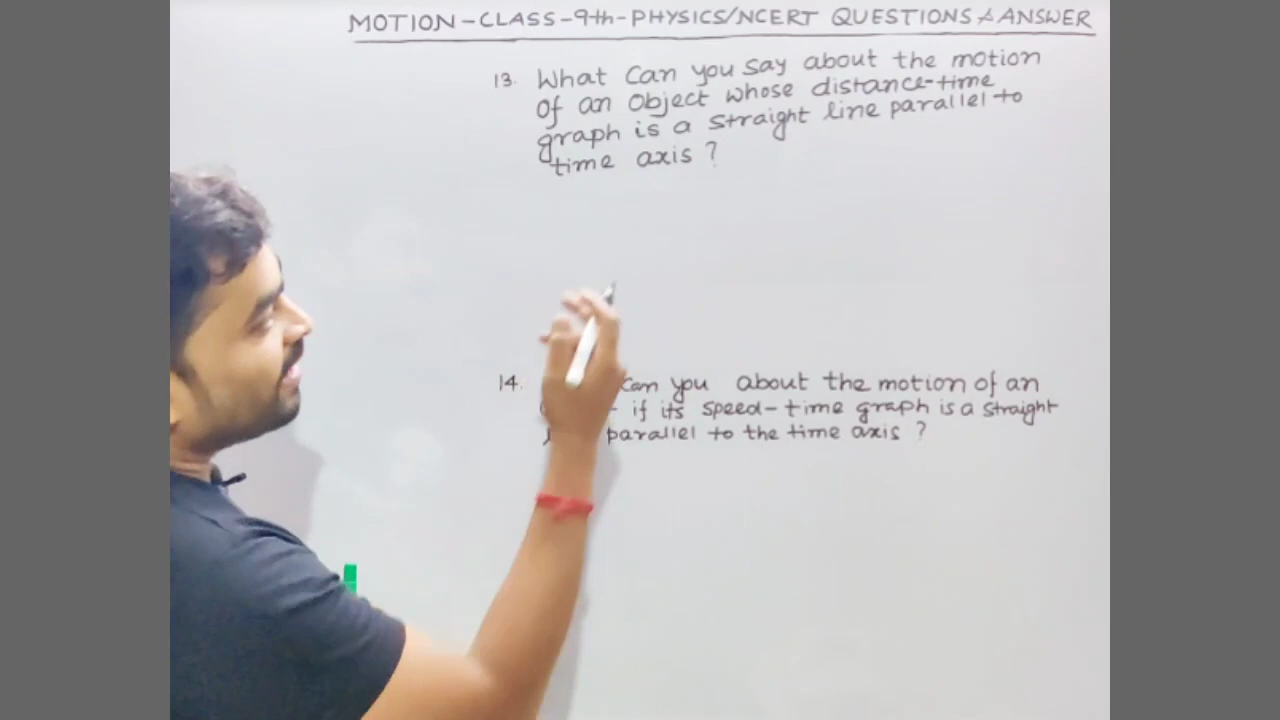 MOTION-CLASS-9th-PHYSICS/NCERT QUESTIONS & ANSWER
13. What Can you say about the motion
of an object whose distance-time
graph is a straight line parallel to
time axis ?
14. Can you about the motion of an
if its speed-time graph is a straight
parallel to the time axis ?